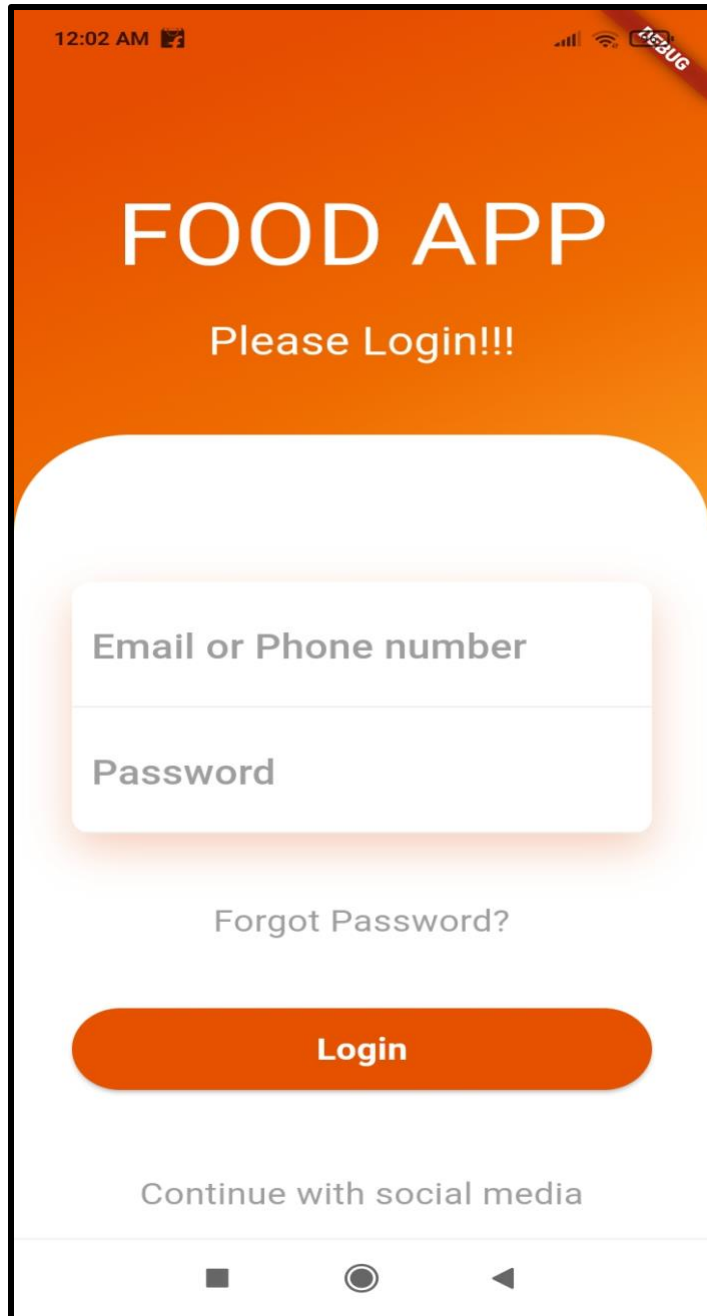 12:02 AM
DEBUG
FOOD APP
Please Login!!!
Email or Phone number
Password
Forgot Password?
Login
Continue with social media